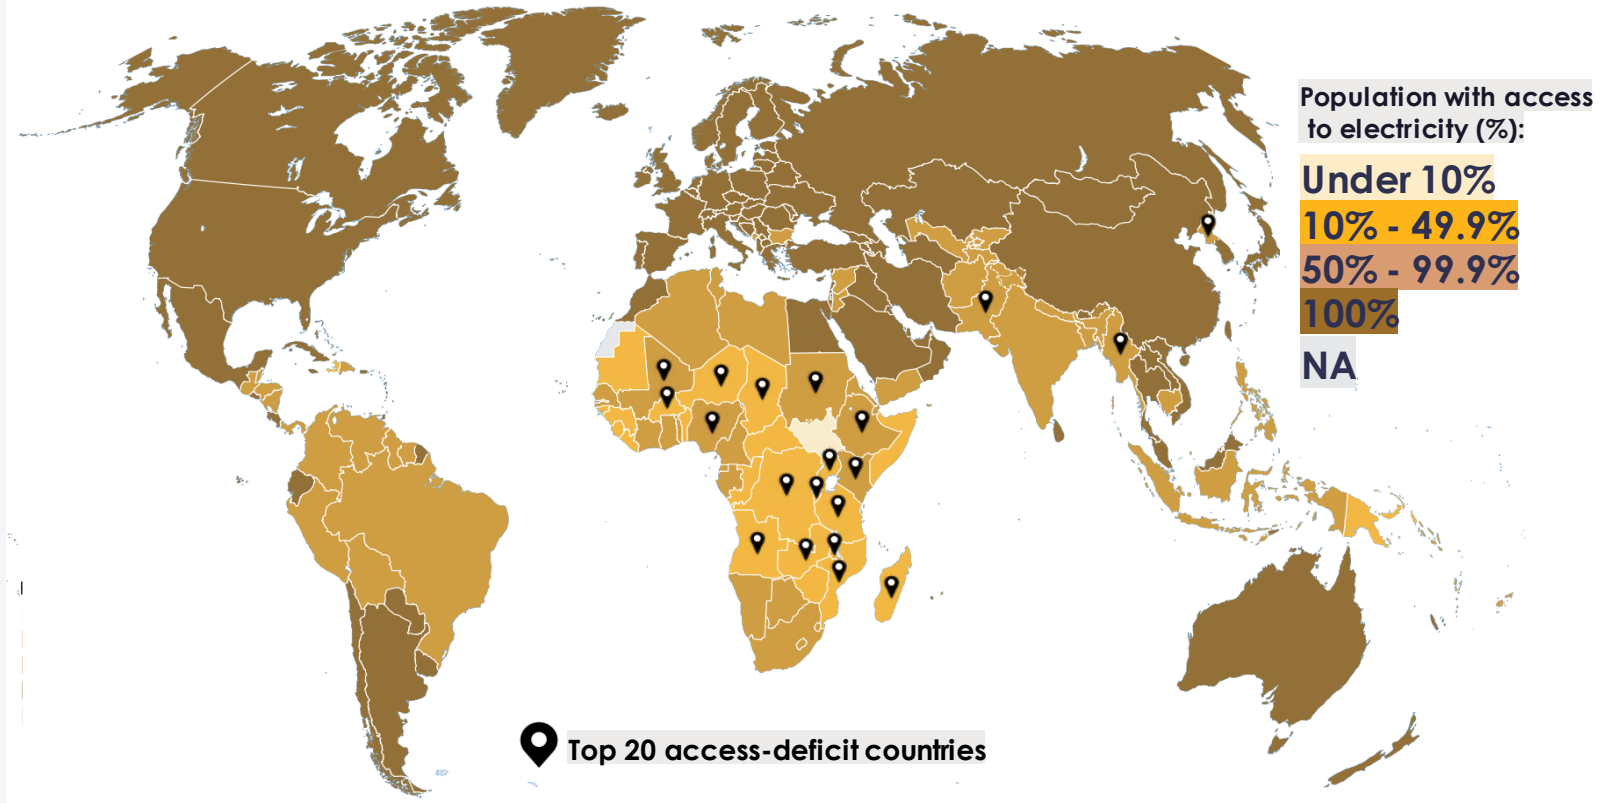 Population with access
to electricity (%):
Under 10%
10% - 49.9%
50% - 99.9%
100%
NA
Top 20 access-deficit countries